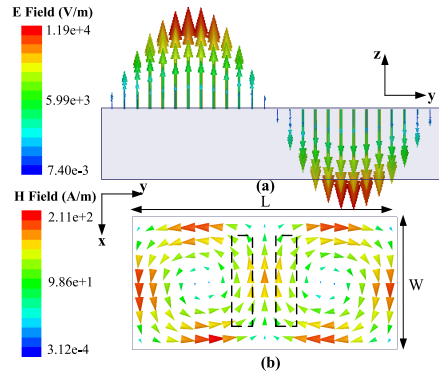 E Field (V/m)
1.19e+4
5.99e+3
7.40e-3
z
y
(a)
H Field (A/m)
2.11e+2
9.86e+1
3.12e-4
y
x
L
W
(b)